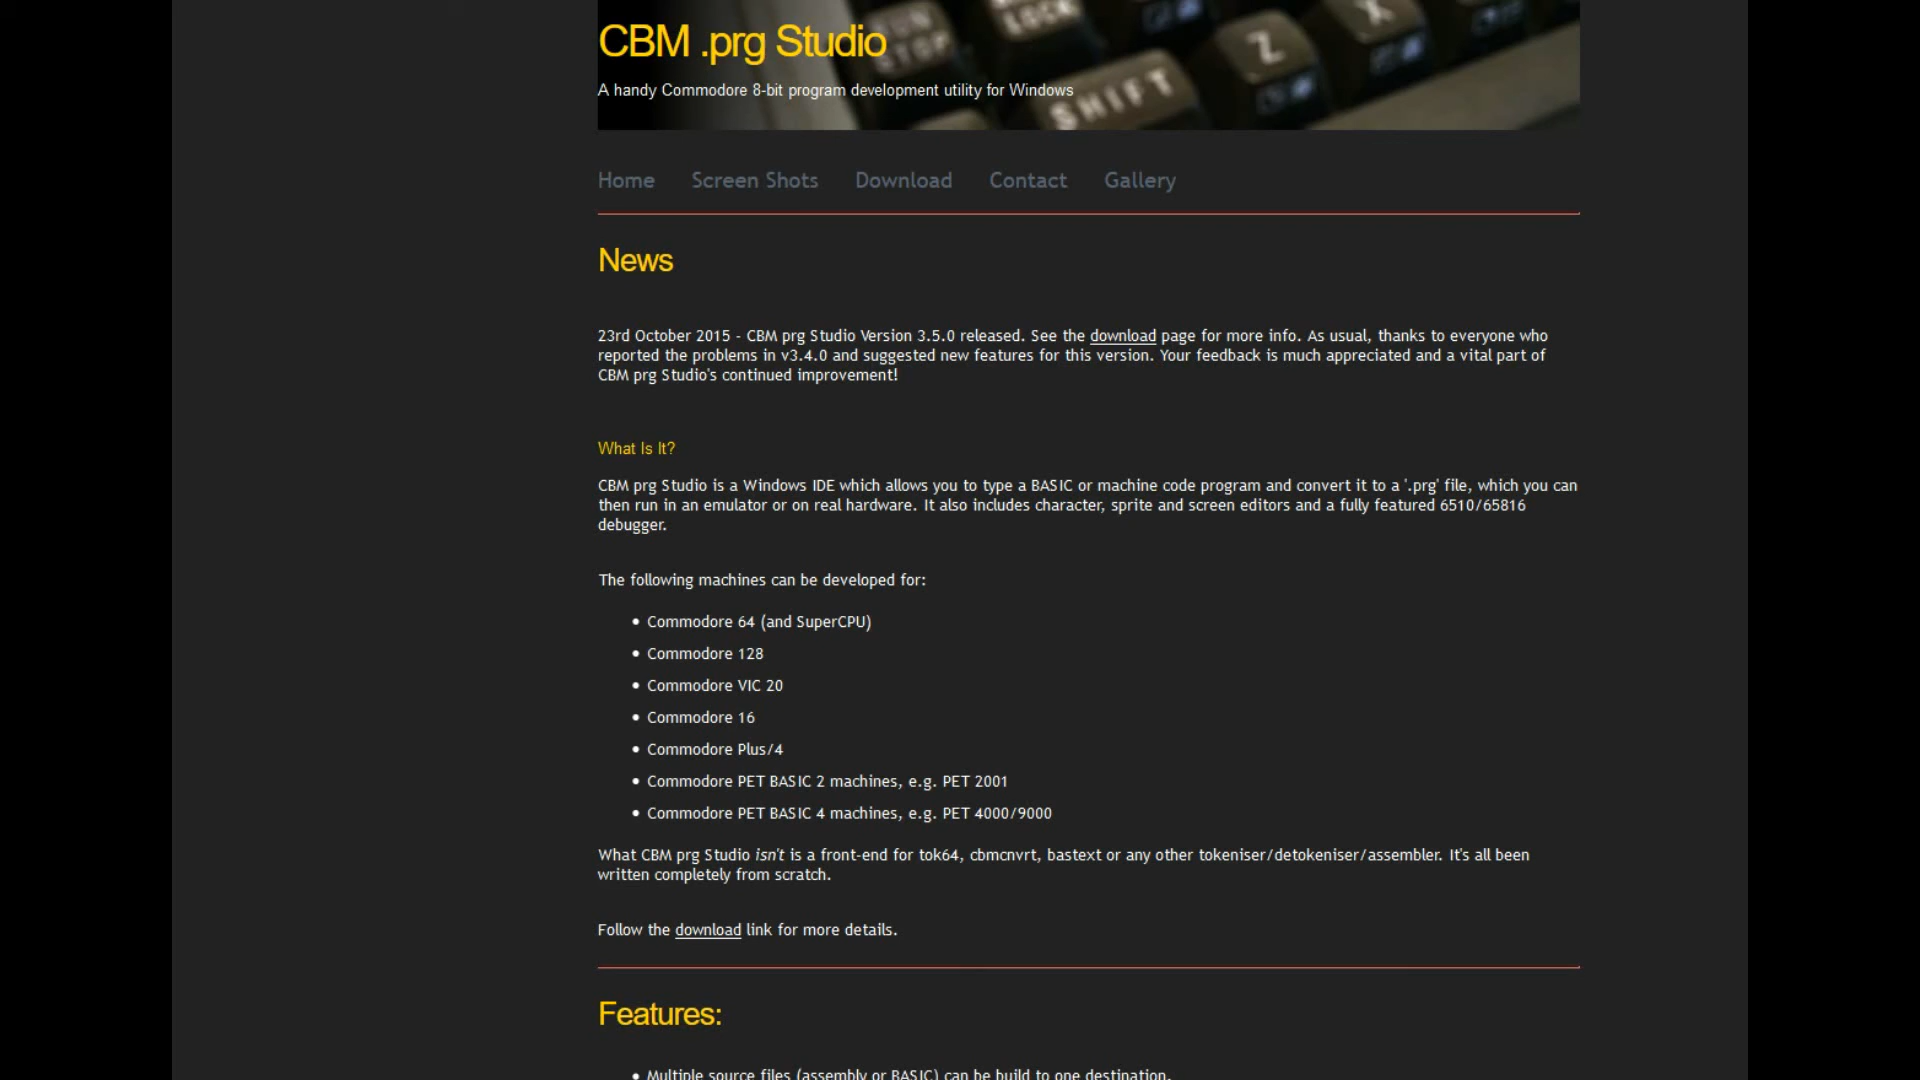 CBM .prg Studio
A handy Commodore 8-bit program development utility for Windows
RUN
STOP
LOCK
SHIFT
Z
X
Home Screen Shots Download Contact Gallery
News
23rd October 2015 - CBM prg Studio Version 3.5.0 released. See the download page for more info. As usual, thanks to everyone who
reported the problems in v3.4.0 and suggested new features for this version. Your feedback is much appreciated and a vital part of
CBM prg Studio's continued improvement!
What Is It?
CBM prg Studio is a Windows IDE which allows you to type a BASIC or machine code program and convert it to a '.prg' file, which you can
then run in an emulator or on real hardware. It also includes character, sprite and screen editors and a fully featured 6510/65816
debugger.
The following machines can be developed for:
• Commodore 64 (and SuperCPU)
• Commodore 128
• Commodore VIC 20
• Commodore 16
• Commodore Plus/4
• Commodore PET BASIC 2 machines, e.g. PET 2001
• Commodore PET BASIC 4 machines, e.g. PET 4000/9000
What CBM prg Studio isn't is a front-end for tok64, cbmcnvrt, bastext or any other tokeniser/detokeniser/assembler. It's all been
written completely from scratch.
Follow the download link for more details.
Features:
• Multiple source files (assembly or BASIC) can be build to one destination.